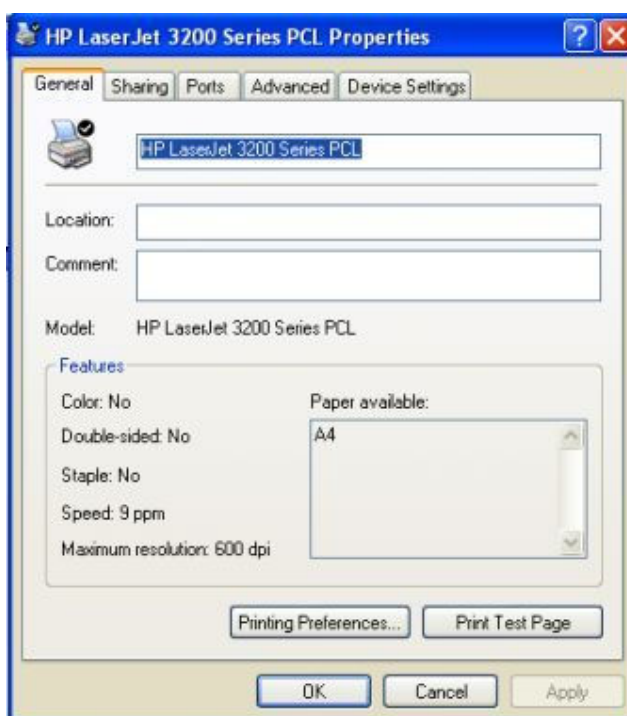 HP LaserJet 3200 Series PCL Properties
General Sharing Ports Advanced Device Settings
HP LaserJet 3200 Series PCL
Location:
Comment:
Model: HP LaserJet 3200 Series PCL
Features
Color: No Paper available:
Double-sided: No A4
Staple: No
Speed: 9 ppm
Maximum resolution: 600 dpi
Printing Preferences... Print Test Page
OK Cancel Apply